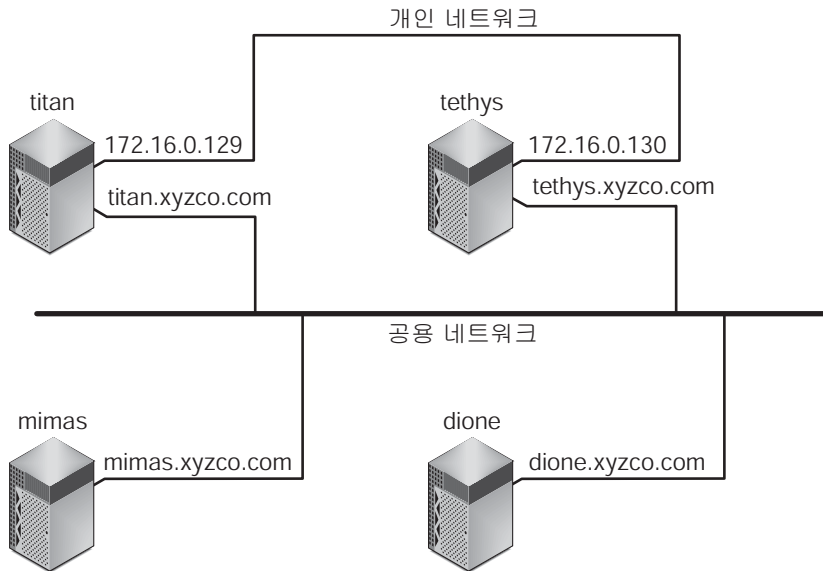 개인 네트워크
titan
tethys
172.16.0.129
172.16.0.130
titan.xyzco.com
tethys.xyzco.com
공용 네트워크
mimas
dione
mimas.xyzco.com
dione.xyzco.com